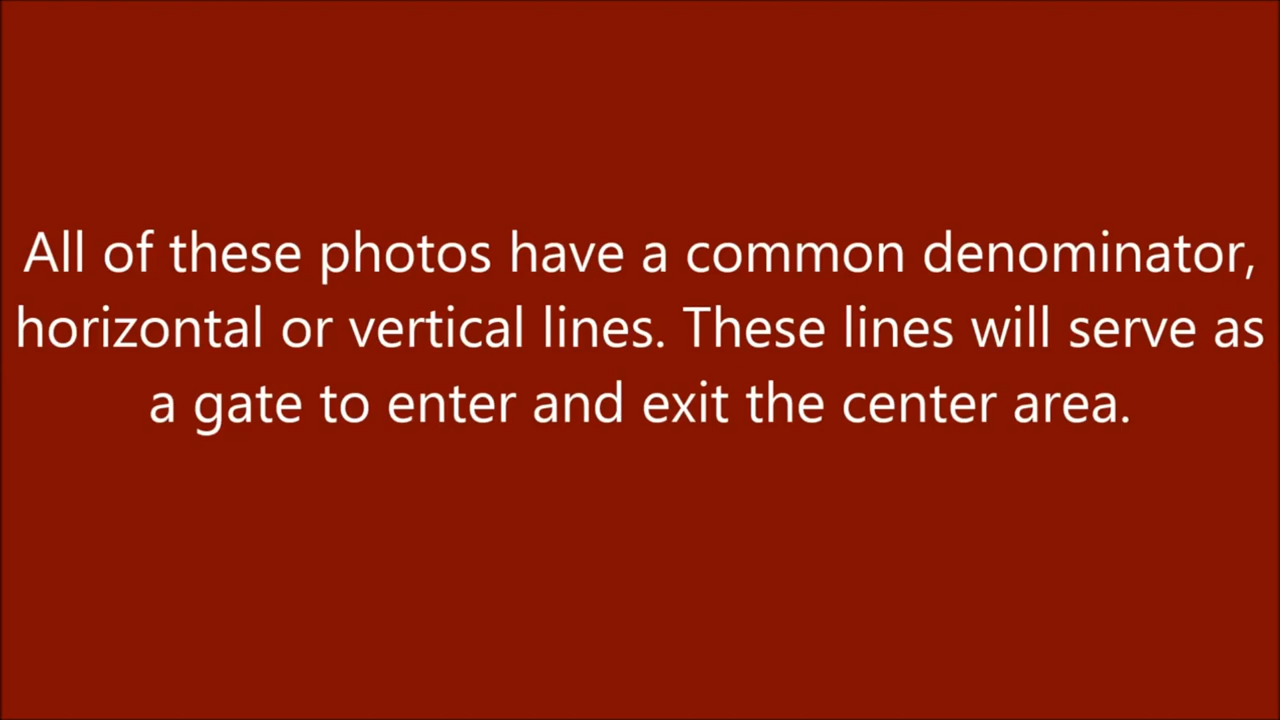 All of these photos have a common denominator,
horizontal or vertical lines. These lines will serve as
a gate to enter and exit the center area.